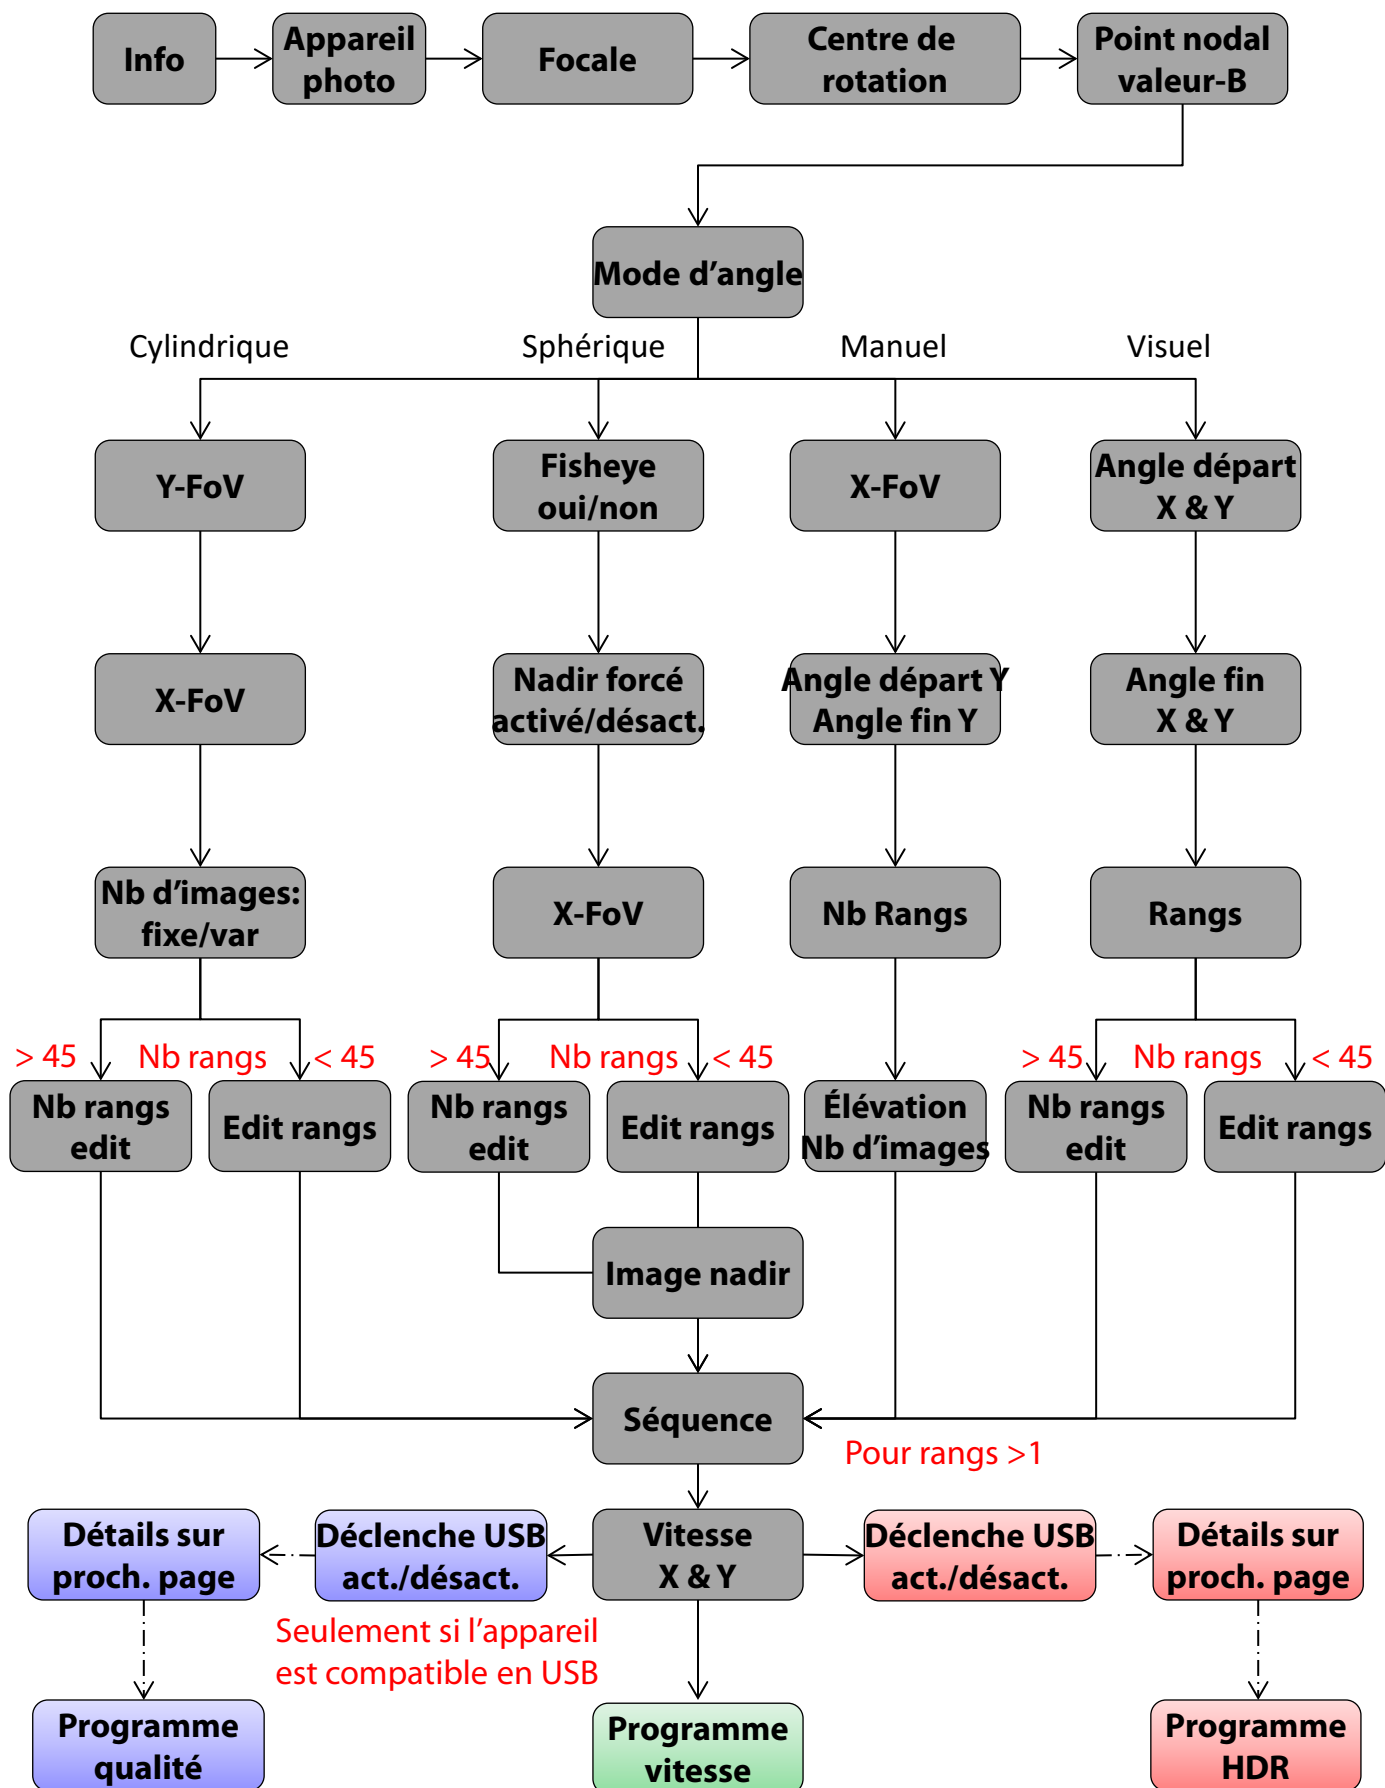 Info
Appareil
photo
Focale
Centre de
rotation
Point nodal
valeur-B
Mode d’angle
Cylindrique
Sphérique
Manuel
Visuel
Y-FoV
Fisheye
oui/non
X-FoV
Angle départ
X & Y
X-FoV
Nadir forcé
activé/désact.
Angle départ Y
Angle fin Y
Angle fin
X & Y
Nb d’images:
fixe/var
X-FoV
Nb Rangs
Rangs
> 45
Nb rangs
< 45
> 45
Nb rangs
< 45
> 45
Nb rangs
< 45
Nb rangs
edit
Edit rangs
Nb rangs
edit
Edit rangs
Élévation
Nb d’images
Nb rangs
edit
Edit rangs
Image nadir
Séquence
Pour rangs >1
Détails sur
proch. page
Déclenche USB
act./désact.
Vitesse
X & Y
Déclenche USB
act./désact.
Détails sur
proch. page
Seulement si l’appareil
est compatible en USB
Programme
qualité
Programme
vitesse
Programme
HDR